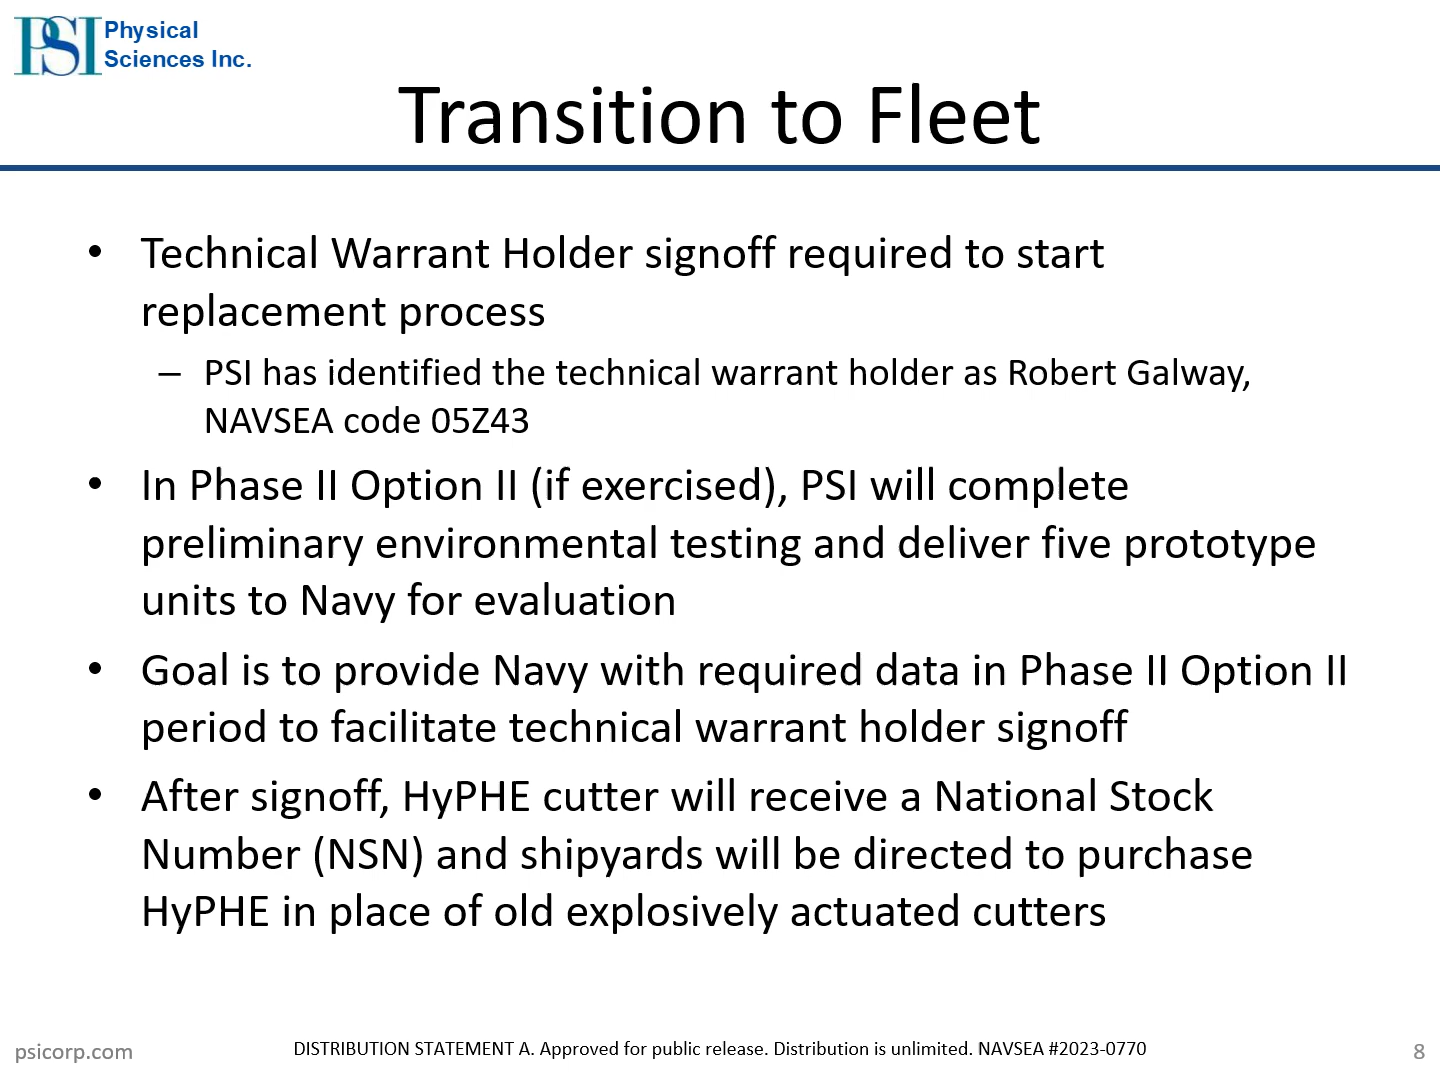 PSI Physical
Sciences Inc.
Transition to Fleet
• Technical Warrant Holder signoff required to start
replacement process
– PSI has identified the technical warrant holder as Robert Galway,
NAVSEA code 05Z43
• In Phase II Option II (if exercised), PSI will complete
preliminary environmental testing and deliver five prototype
units to Navy for evaluation
• Goal is to provide Navy with required data in Phase II Option II
period to facilitate technical warrant holder signoff
• After signoff, HyPHE cutter will receive a National Stock
Number (NSN) and shipyards will be directed to purchase
HyPHE in place of old explosively actuated cutters
psicorp.com
DISTRIBUTION STATEMENT A. Approved for public release. Distribution is unlimited. NAVSEA #2023-0770
8